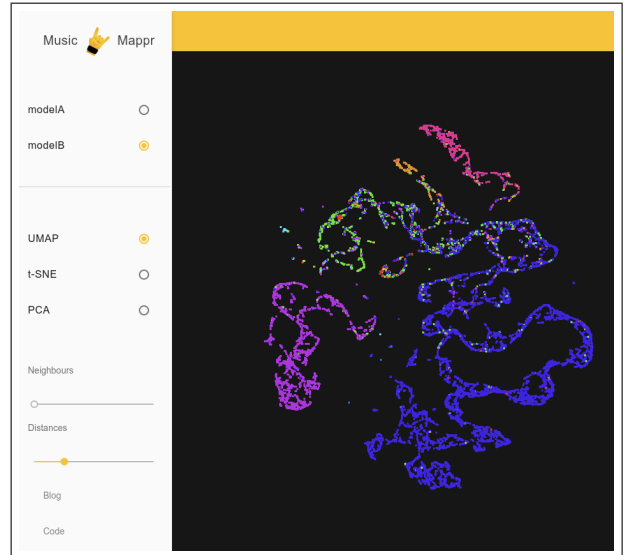 Music Mappr
modelA
modelB
UMAP
t-SNE
PCA
Neighbours
Distances
Blog
Code